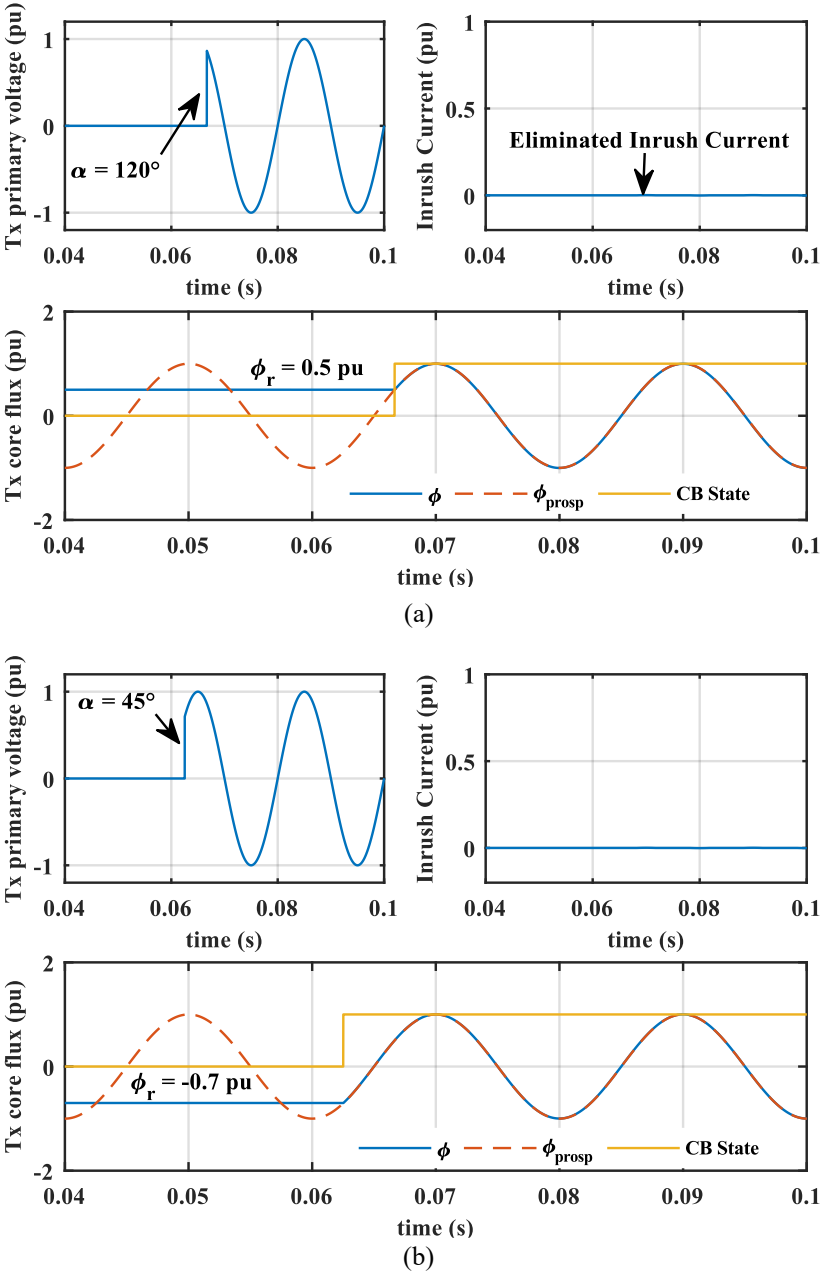 Tx primary voltage (pu)
1
0
-1
α = 120°
0.04 0.06 0.08 0.1
time (s)
Inrush Current (pu)
1
0.5
0
Eliminated Inrush Current
0.04 0.06 0.08 0.1
time (s)
Tx core flux (pu)
2
0
-2
ϕr = 0.5 pu
ϕ ϕprosp CB State
0.04 0.05 0.06 0.07 0.08 0.09 0.1
time (s)
(a)
Tx primary voltage (pu)
1
0
-1
α = 45°
0.04 0.06 0.08 0.1
time (s)
Inrush Current (pu)
1
0.5
0
0.04 0.06 0.08 0.1
time (s)
Tx core flux (pu)
2
0
-2
ϕr = -0.7 pu
ϕ ϕprosp CB State
0.04 0.05 0.06 0.07 0.08 0.09 0.1
time (s)
(b)